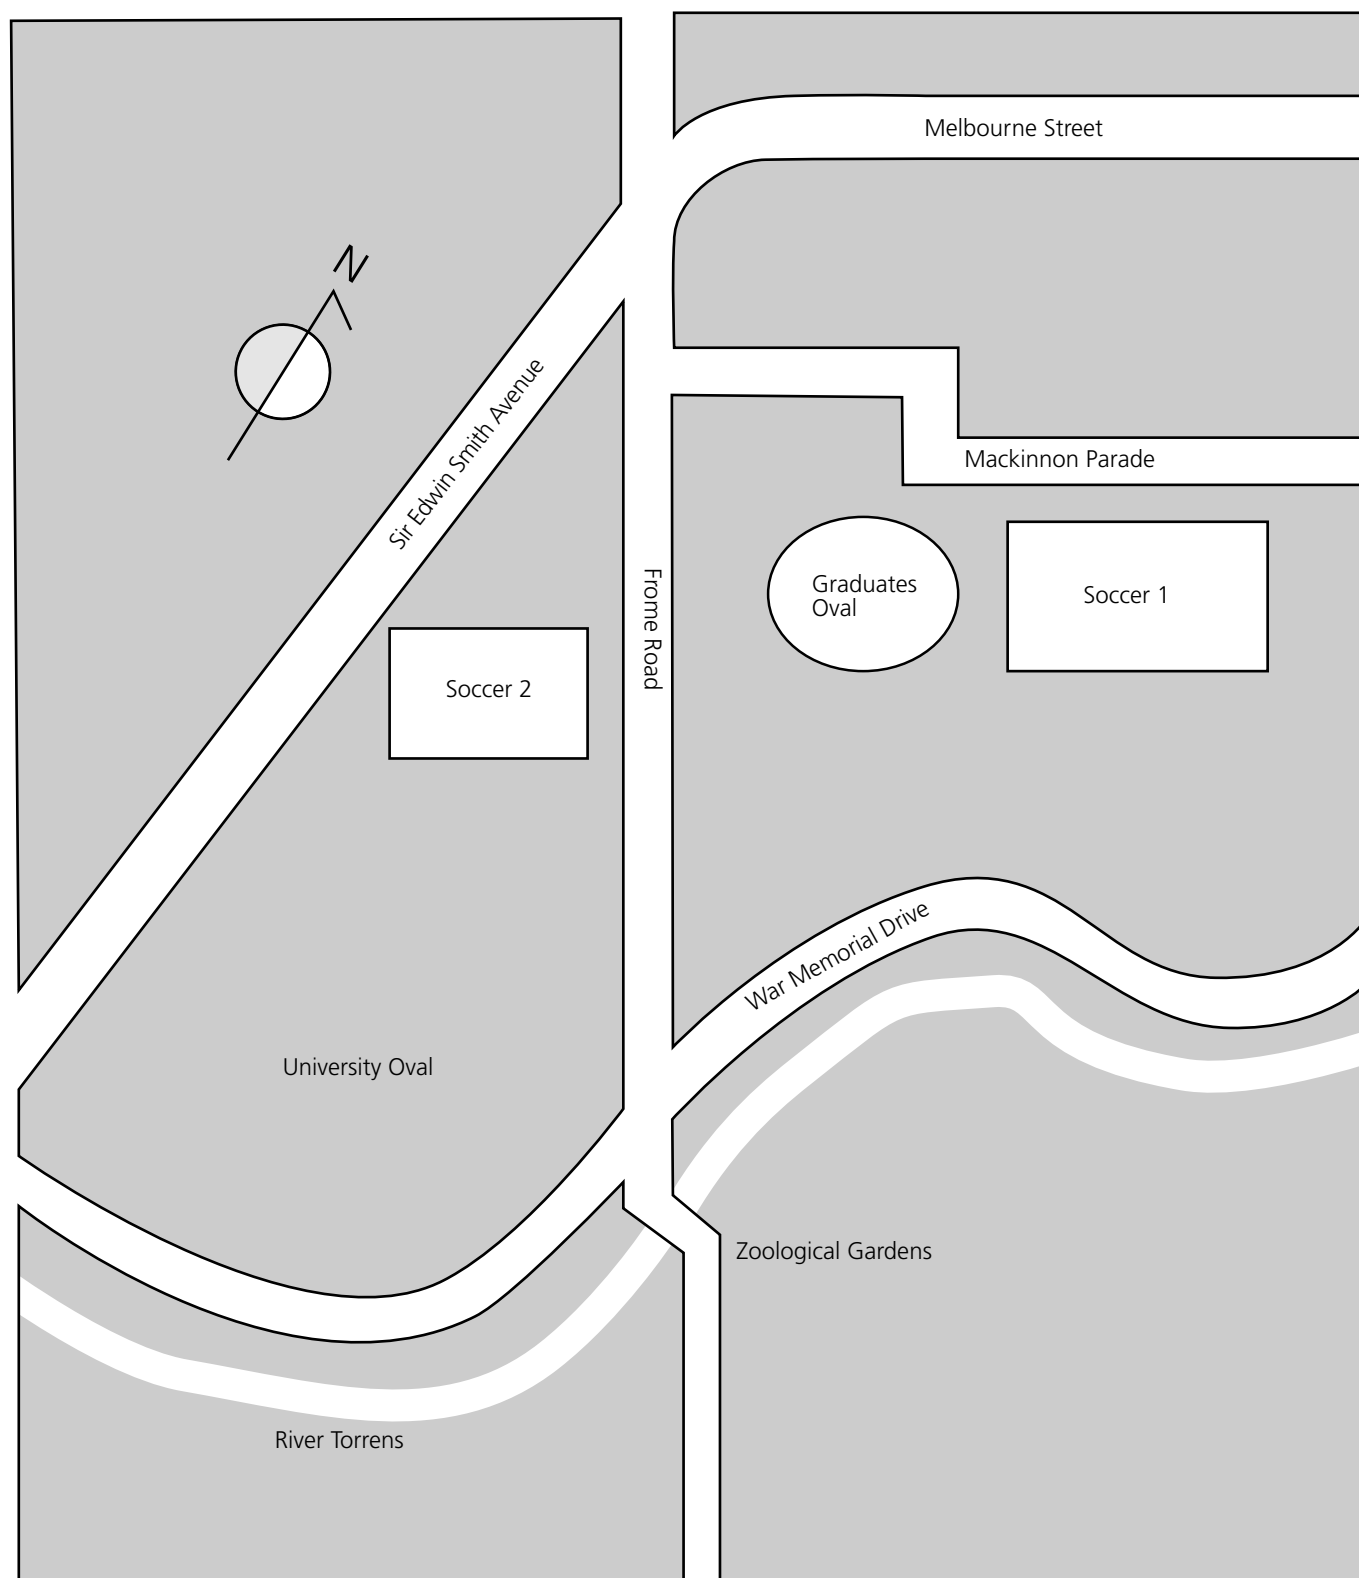 Melbourne Street
N
Sir Edwin Smith Avenue
Mackinnon Parade
Frome Road
Graduates
Oval
Soccer 1
Soccer 2
War Memorial Drive
University Oval
Zoological Gardens
River Torrens